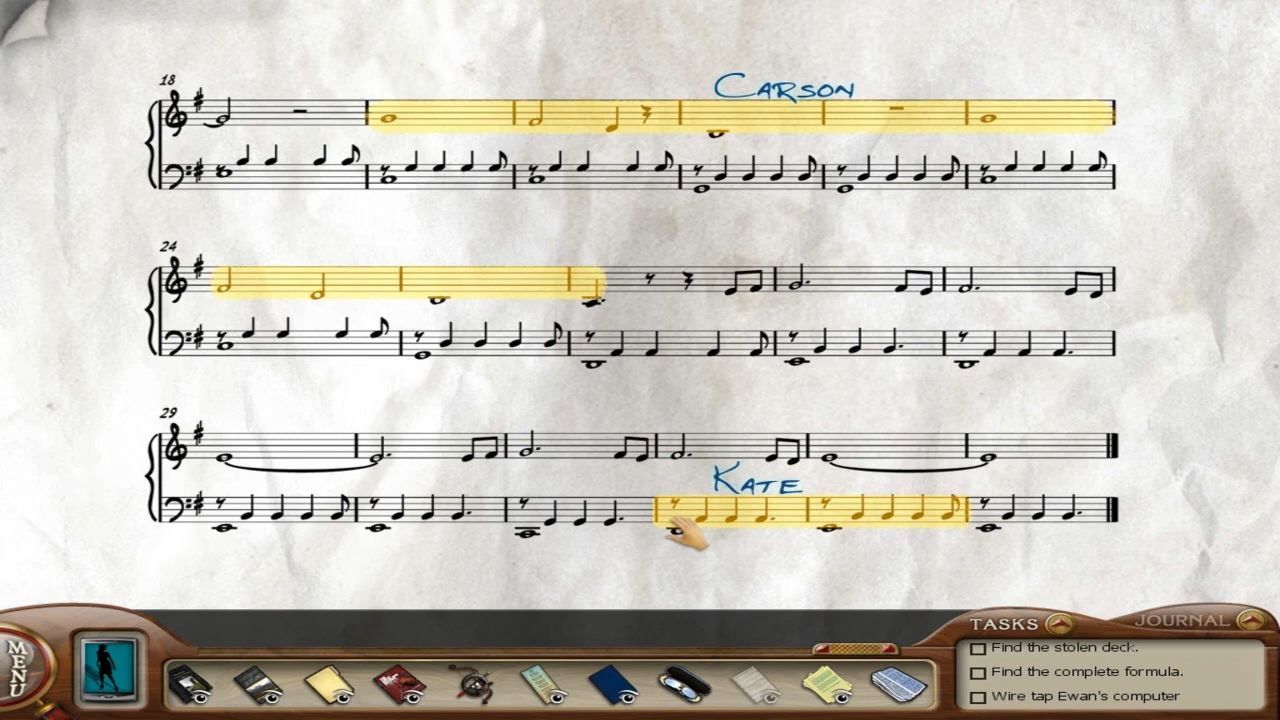 18
CARSON
24
29
KATE
TASKS
JOURNAL
Find the stolen deck.
Find the complete formula.
Wire tap Ewan's computer
MENU